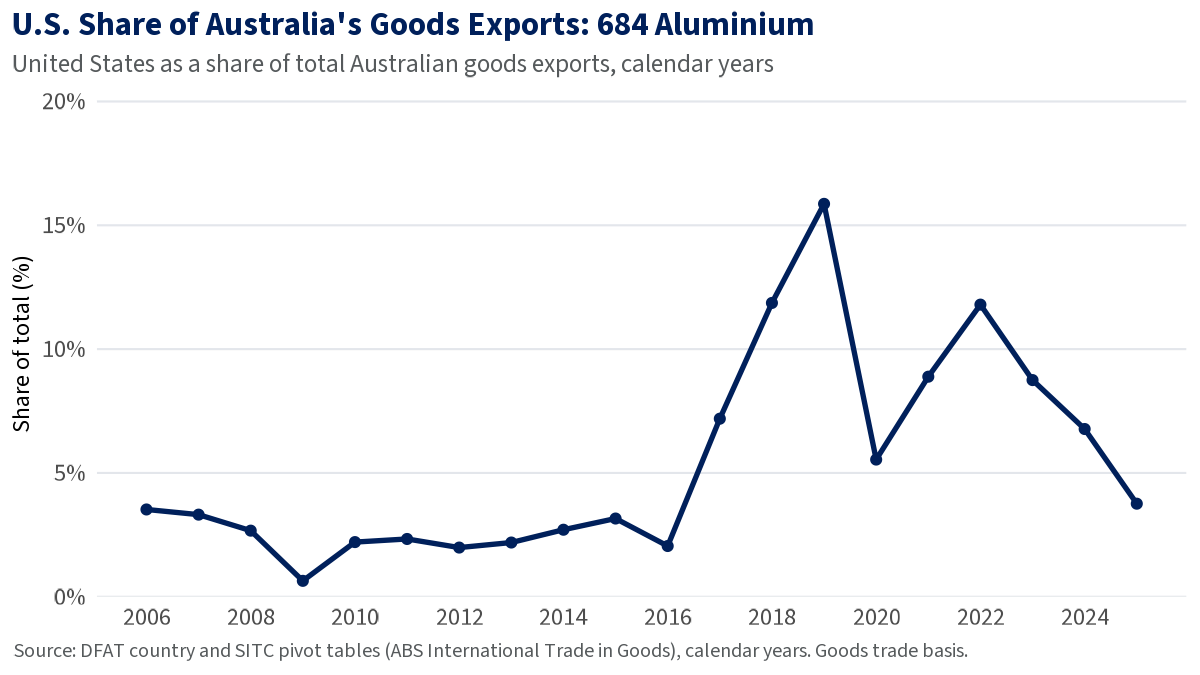 U.S. Share of Australia's Goods Exports: 684 Aluminium
United States as a share of total Australian goods exports, calendar years
Share of total (%)
20%
15%
10%
5%
0%
2006 2008 2010 2012 2014 2016 2018 2020 2022 2024
Source: DFAT country and SITC pivot tables (ABS International Trade in Goods), calendar years. Goods trade basis.